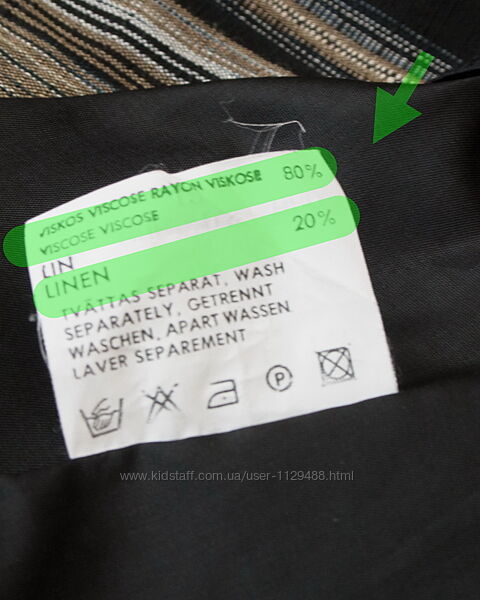 VISKOS VISCOSE RAYON VISKOSE 80%
VISCOSE VISCOSE
LIN 20%
LINEN
TVÄTTAS SEPARAT, WASH
SEPARATELY, GETRENNT
WASCHEN, APART WASSEN
LAVER SEPAREMENT
P
www.kidstaff.com.ua/user-1129488.html